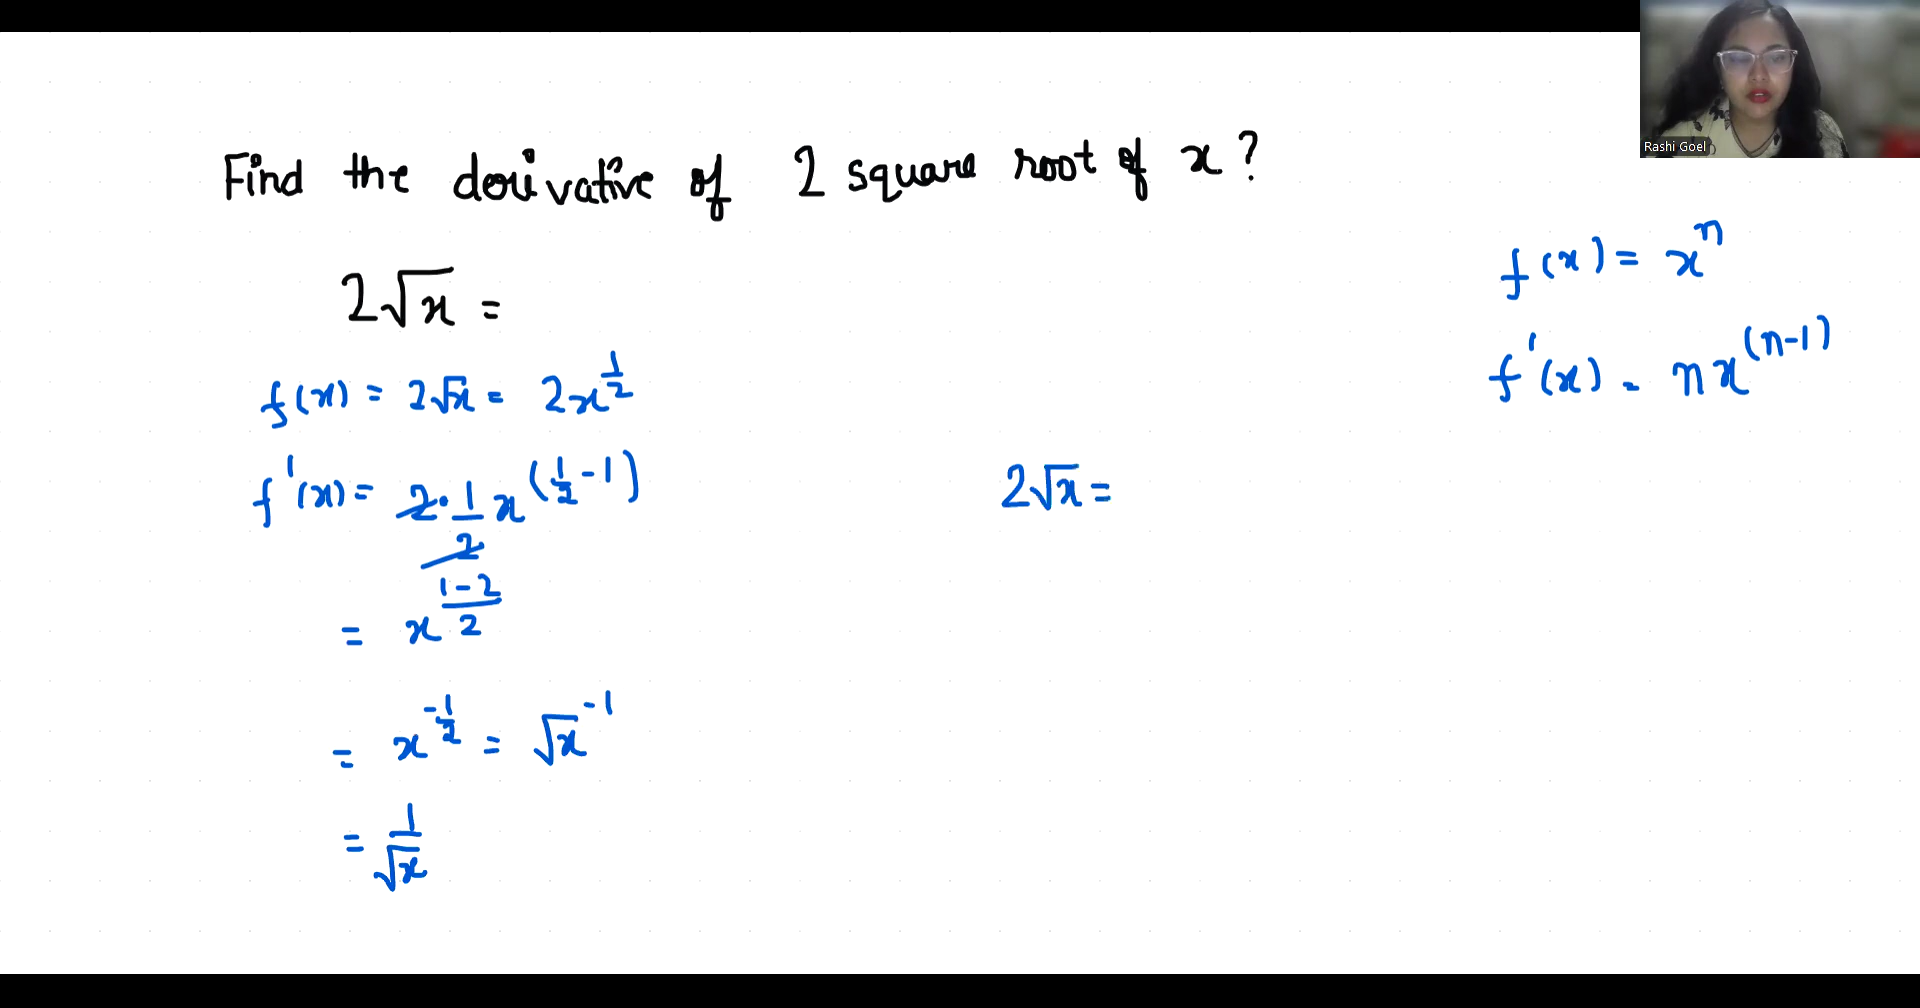 Rashi Goel
Find the derivative of 2 square root of x?
2√x =
f(x) = x^n
f'(x) = nx^(n-1)
f(x) = 2√x = 2x^(1/2)
f'(x) = 2·1/2 x^(1/2 - 1)
= x^((1-2)/2)
= x^(-1/2) = √x^(-1)
= 1/√x
2√x =